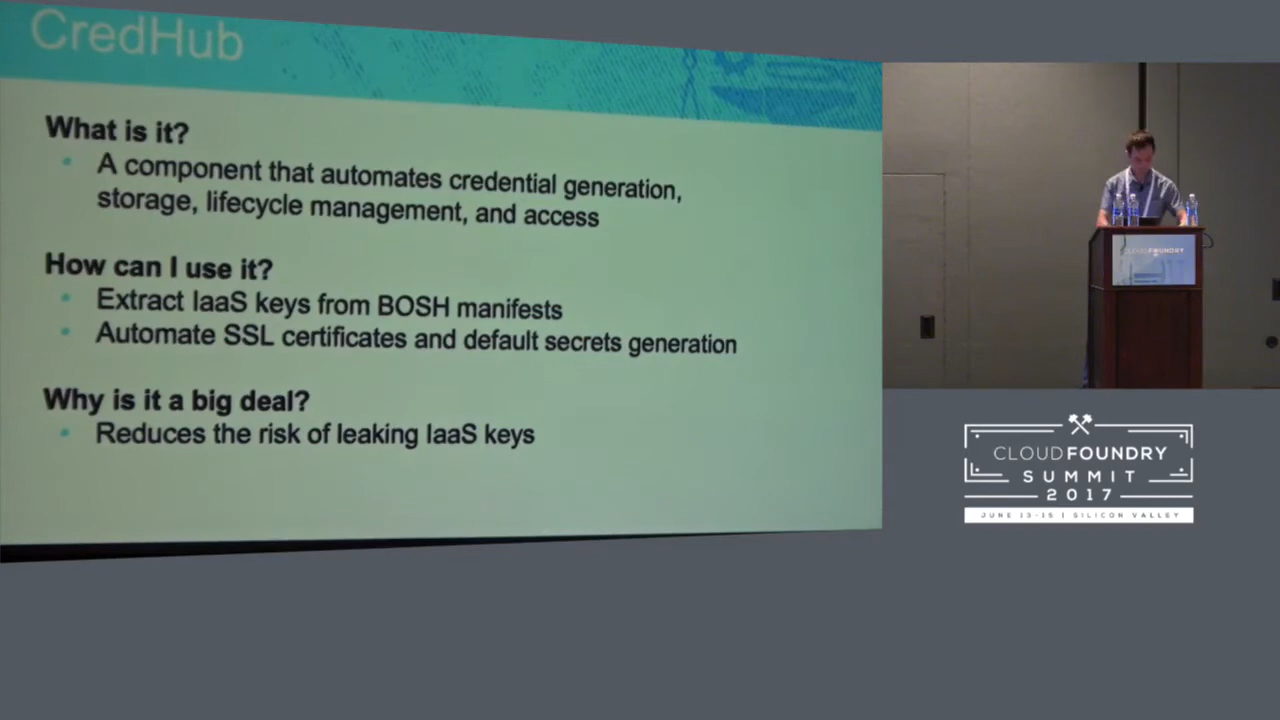 CredHub
What is it?
• A component that automates credential generation,
storage, lifecycle management, and access
How can I use it?
• Extract IaaS keys from BOSH manifests
• Automate SSL certificates and default secrets generation
Why is it a big deal?
• Reduces the risk of leaking IaaS keys
CLOUD FOUNDRY
CLOUDFOUNDRY
SUMMIT
2017
JUNE 13-15 | SILICON VALLEY